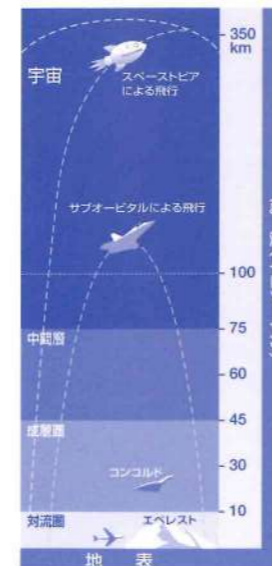 350
km
宇宙
スペーストピア
による飛行
サブオービタルによる飛行
100
75
中間圏
60
45
成層圏
コンコルド
30
10
対流圏
エベレスト
地 表